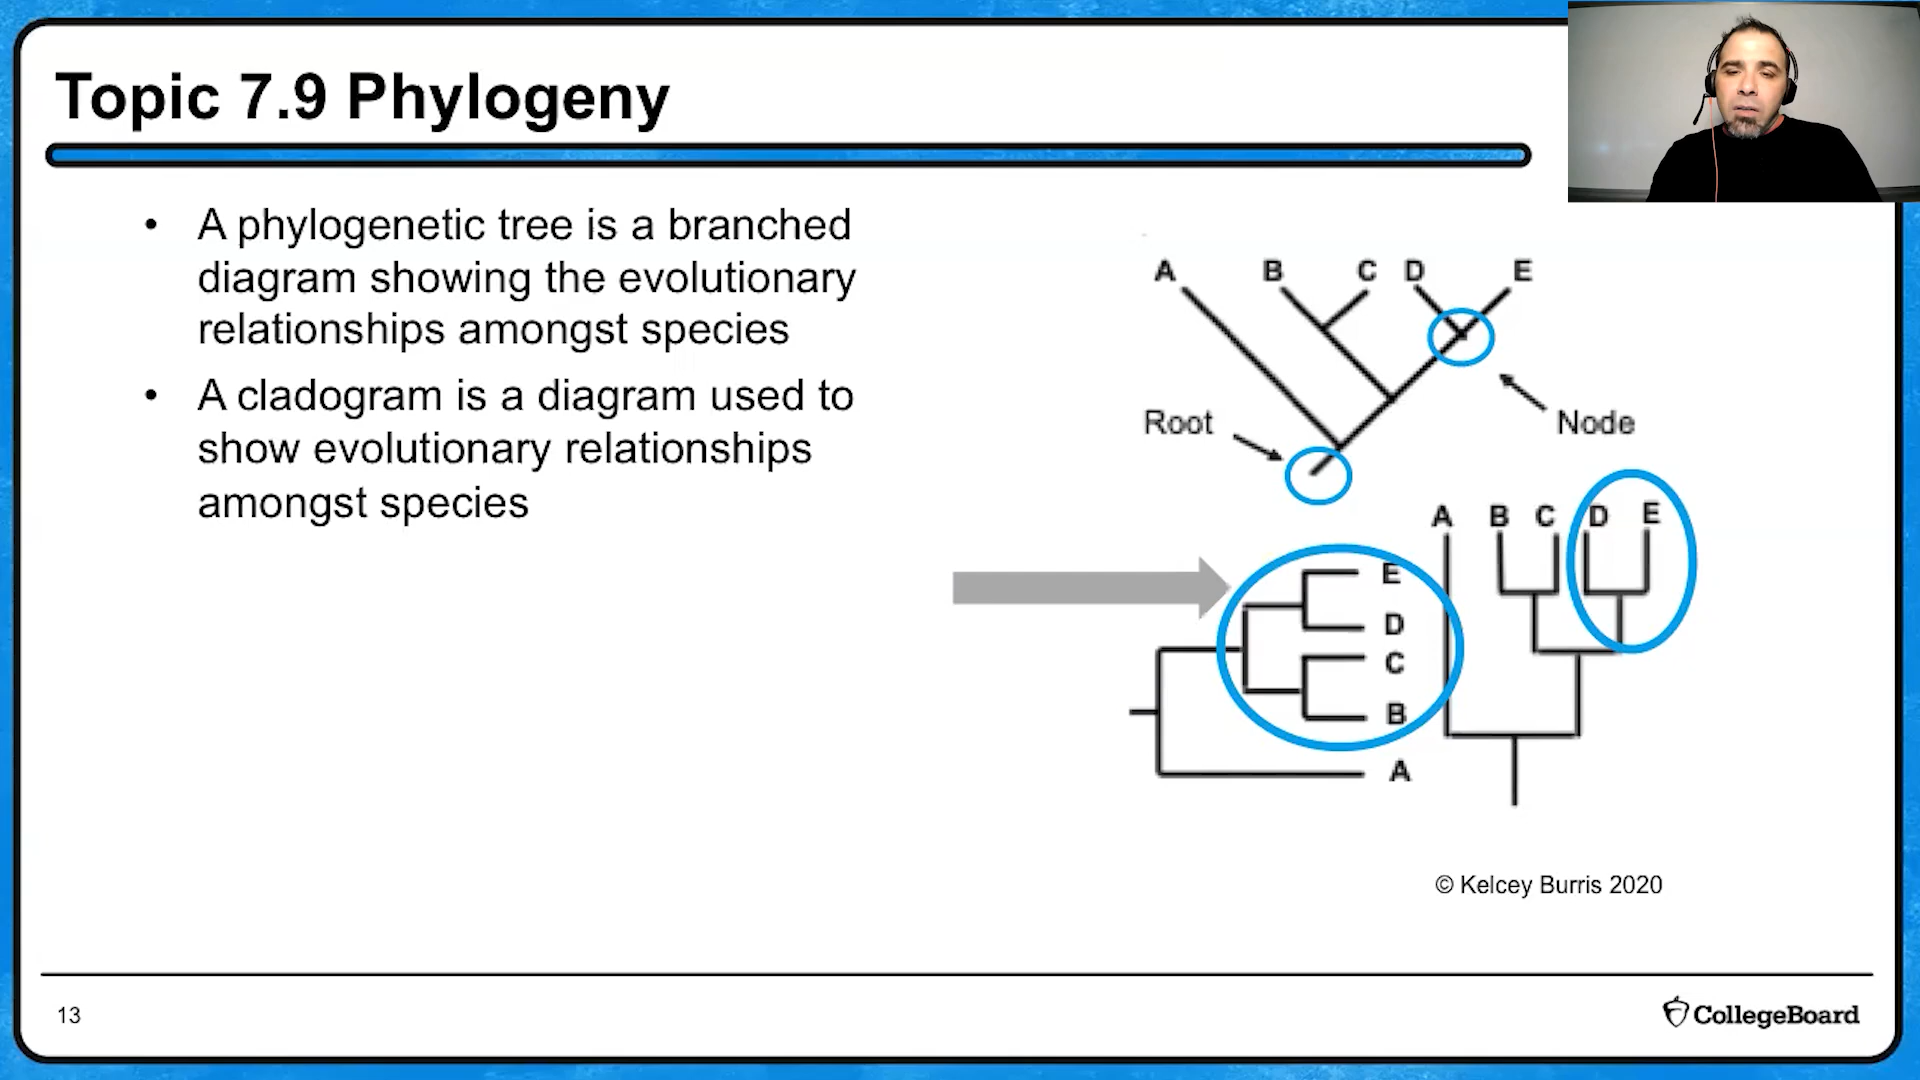 Topic 7.9 Phylogeny
• A phylogenetic tree is a branched
diagram showing the evolutionary
relationships amongst species
• A cladogram is a diagram used to
show evolutionary relationships
amongst species
A B C D E
Root
Node
A B C D E
E
D
C
B
A
© Kelcey Burris 2020
13
CollegeBoard